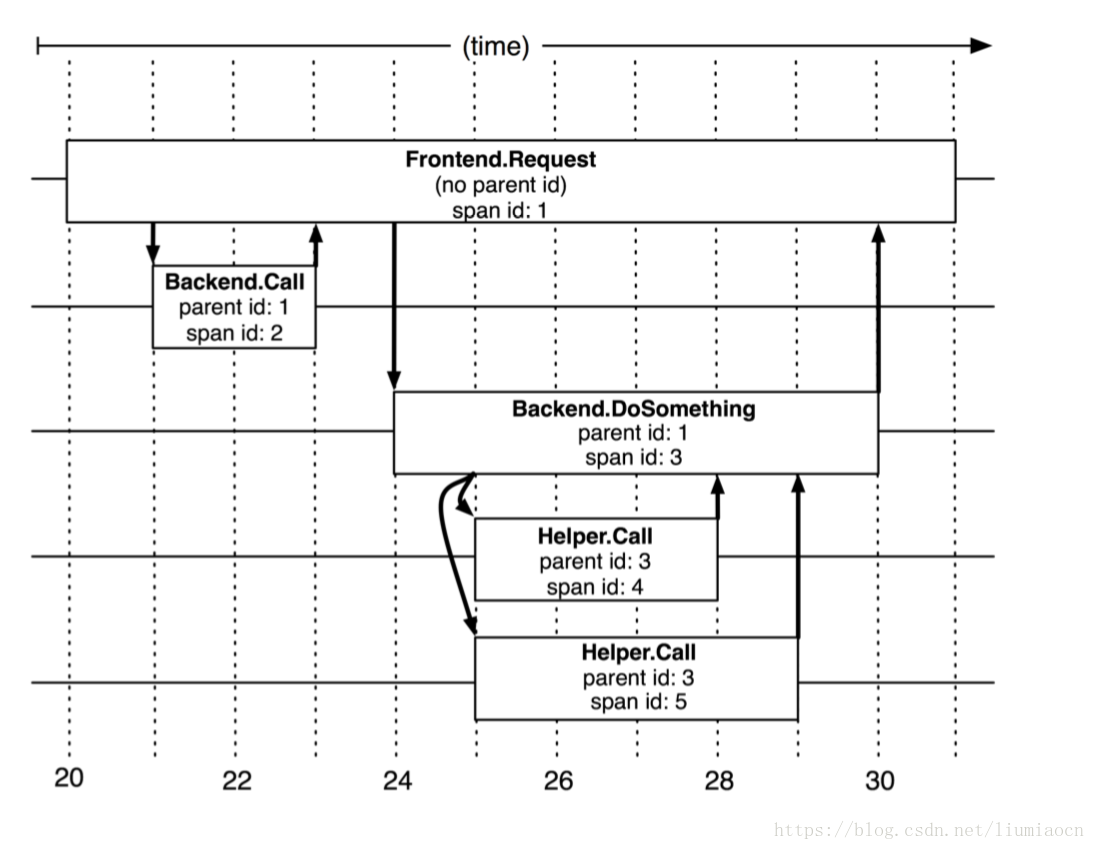 (time)
Frontend.Request
(no parent id)
span id: 1
Backend.Call
parent id: 1
span id: 2
Backend.DoSomething
parent id: 1
span id: 3
Helper.Call
parent id: 3
span id: 4
Helper.Call
parent id: 3
span id: 5
20 22 24 26 28 30
https://blog.csdn.net/liumiaocn